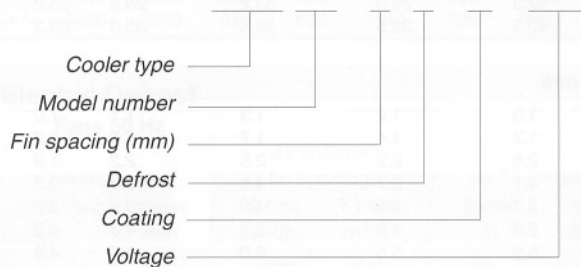 Cooler type
Model number
Fin spacing (mm)
Defrost
Coating
Voltage